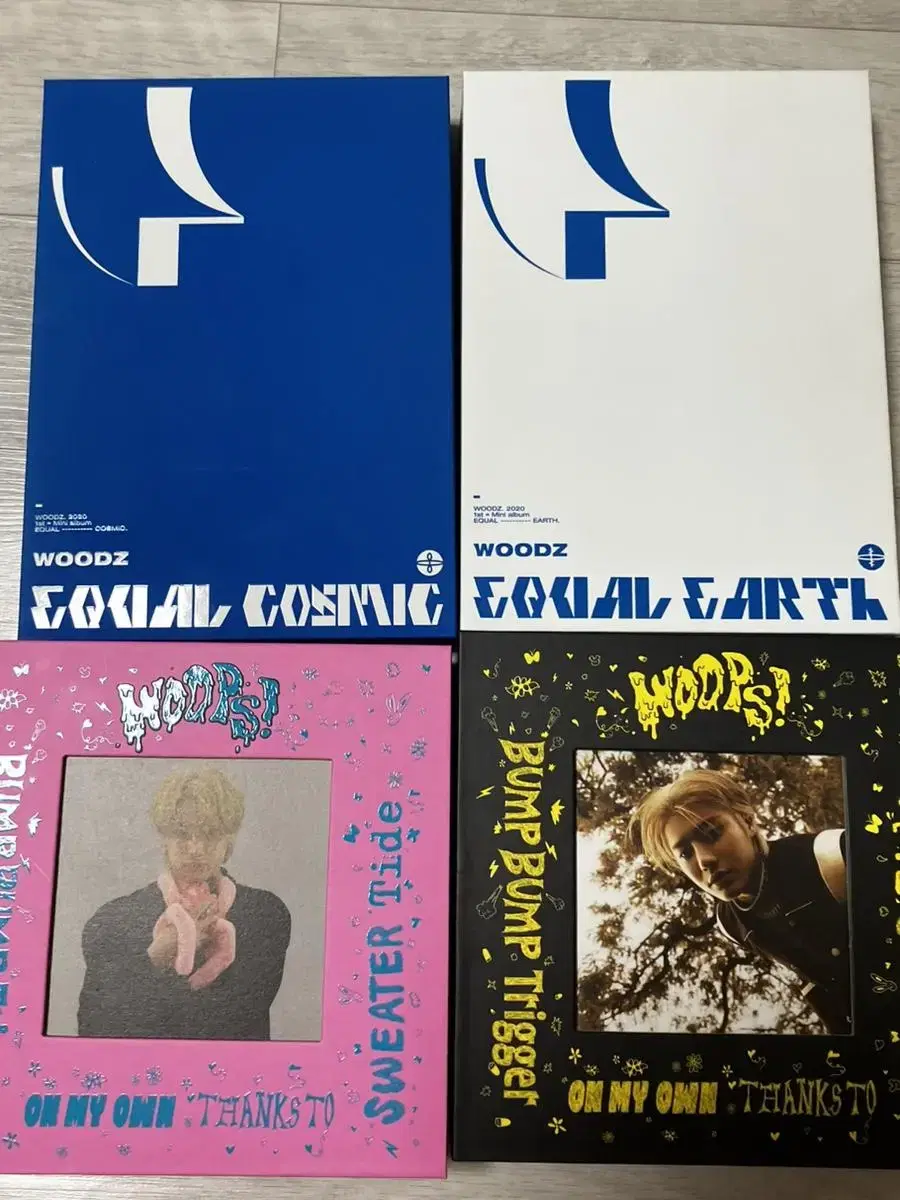 WOODZ. 2020
1st = Mini album
EQUAL ---------- COSMIC.
WOODZ
EQUAL COSMIC
WOODZ. 2020
1st = Mini album
EQUAL ---------- EARTH.
WOODZ
EQUAL EARTH
WOOPS!
SWEATER Tide
ON MY OWN
THANKS TO
WOOPS!
BUMP BUMP Trigger
ON MY OWN
THANKS TO